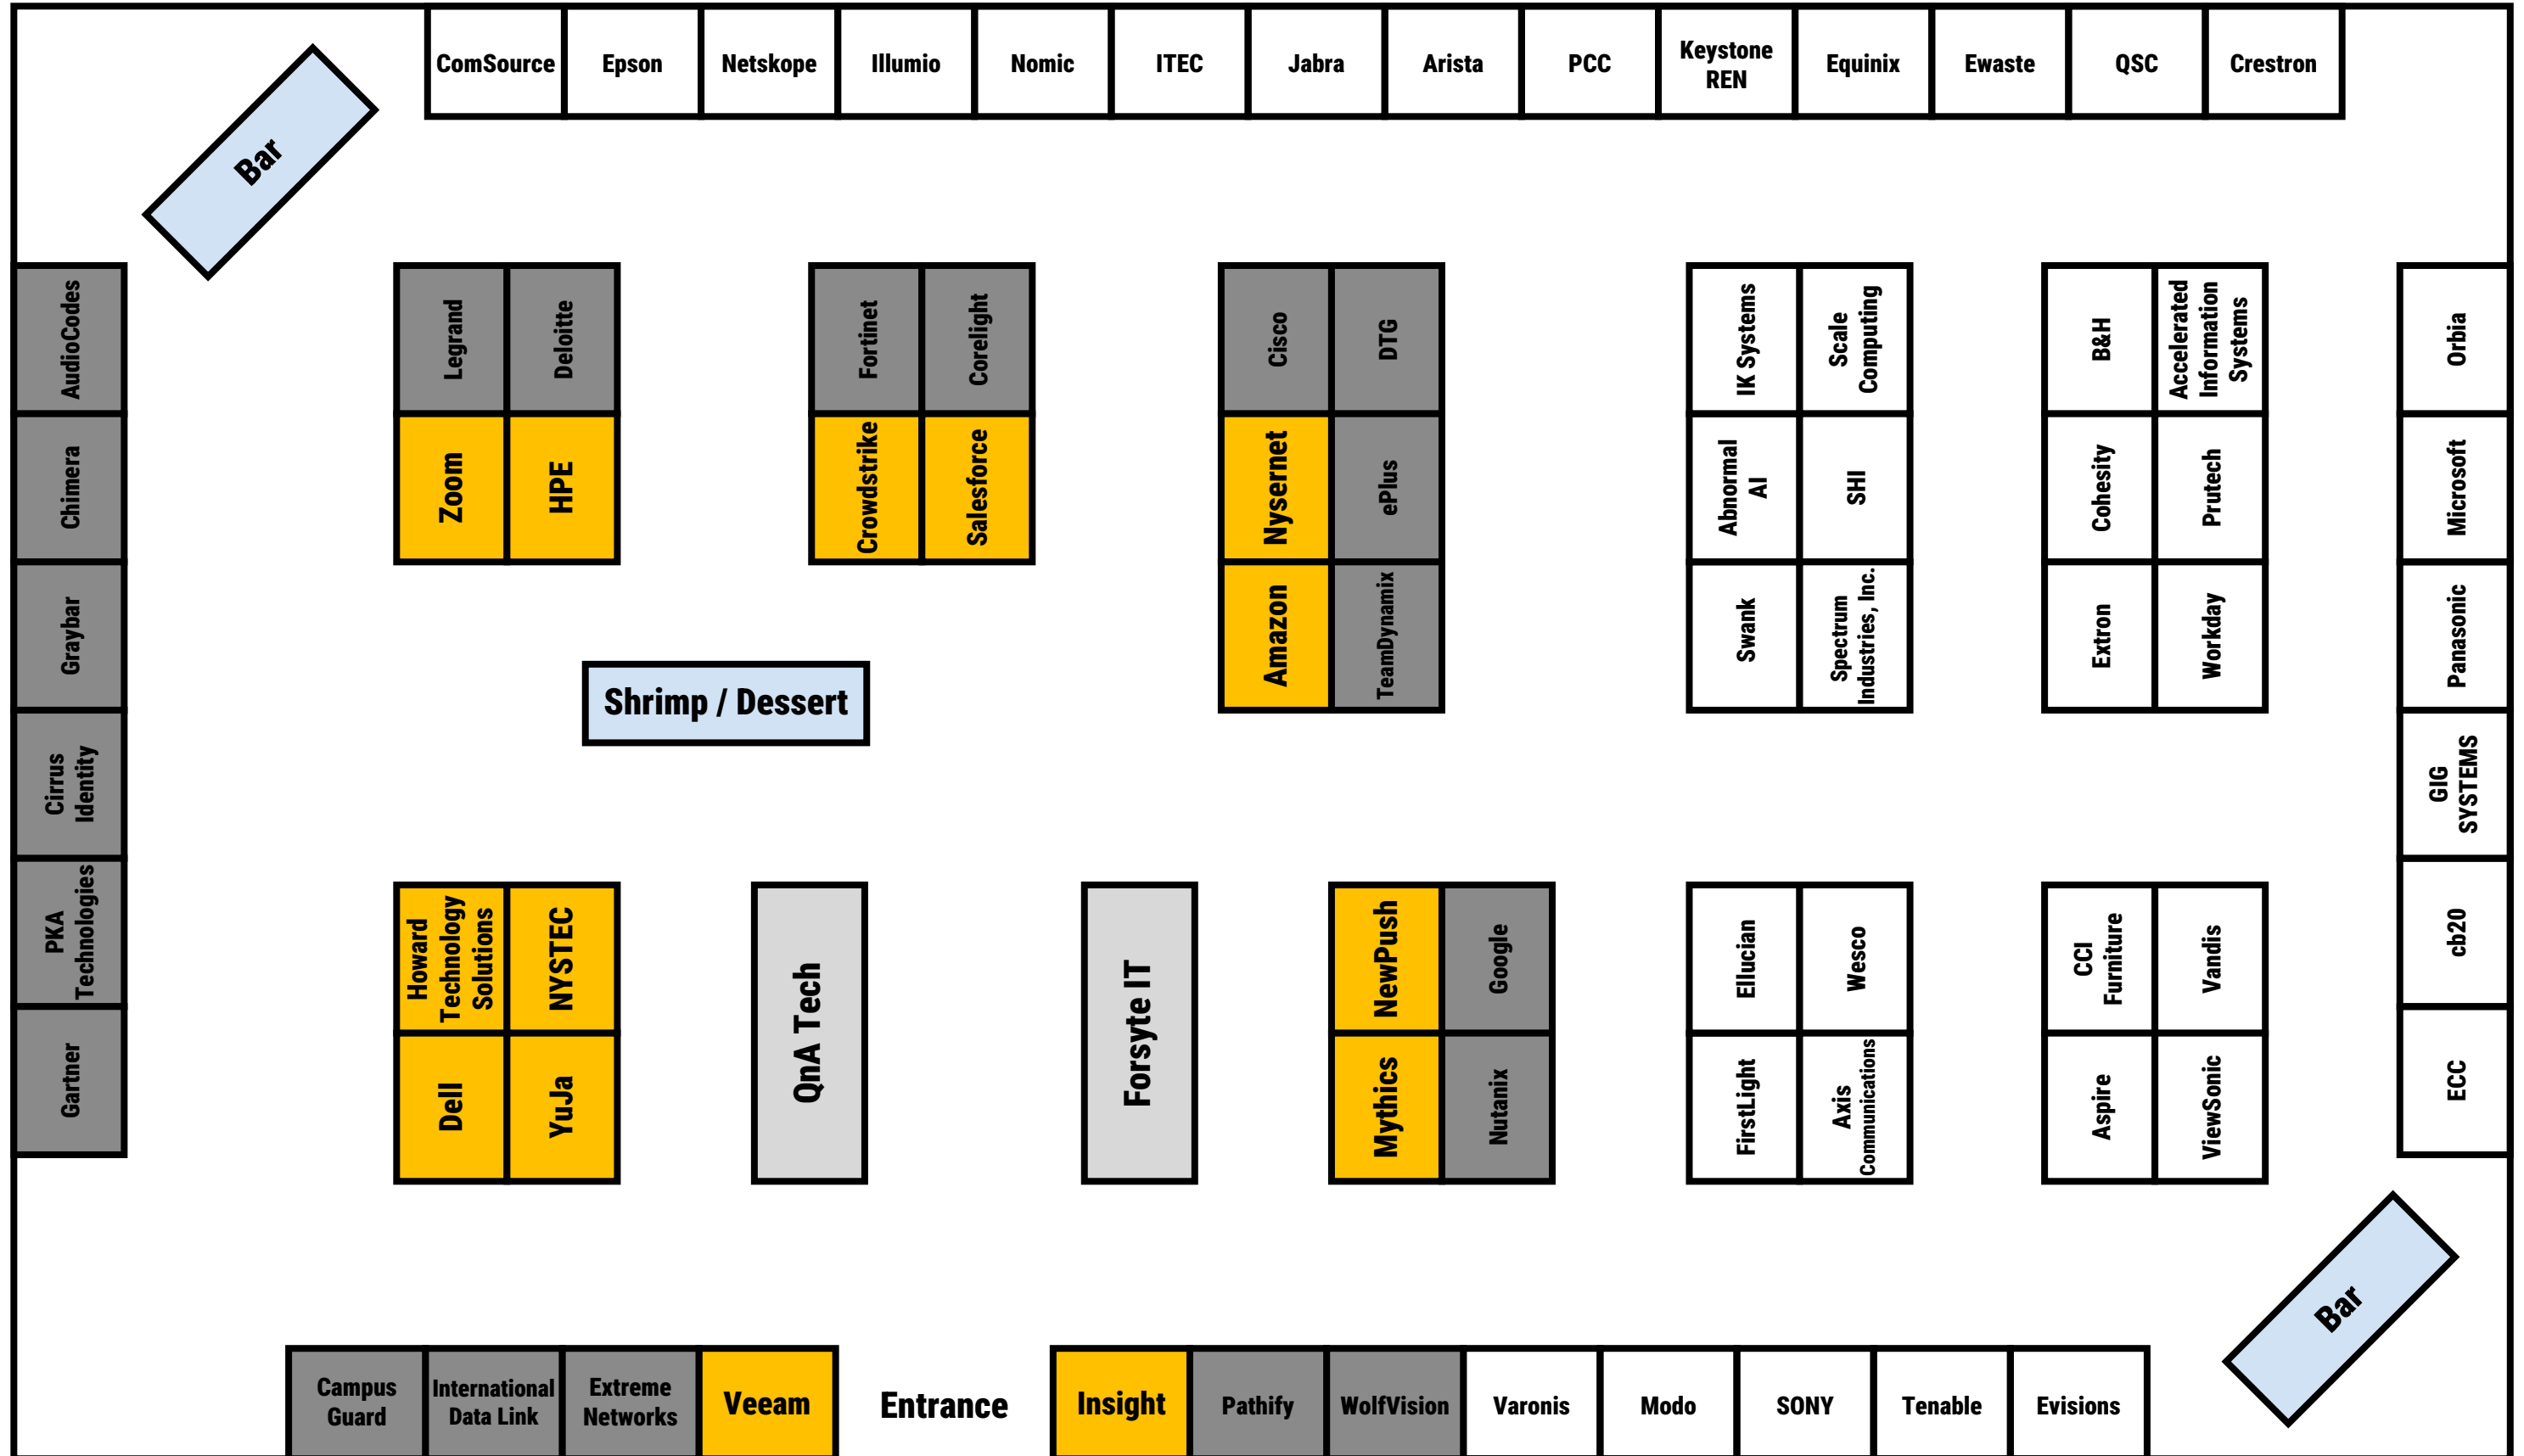 ComSource
Epson
Netskope
Illumio
Nomic
ITEC
Jabra
Arista
PCC
Keystone
REN
Equinix
Ewaste
QSC
Crestron
Bar
AudioCodes
Chimera
Graybar
Cirrus
Identity
PKA
Technologies
Gartner
Legrand
Deloitte
Zoom
HPE
Fortinet
Corelight
Crowdstrike
Salesforce
Cisco
DTG
Nysernet
ePlus
Amazon
TeamDynamix
IK Systems
Scale
Computing
Abnormal
AI
SHI
Swank
Spectrum
Industries, Inc.
B&H
Accelerated
Information
Systems
Cohesity
Prutech
Extron
Workday
Orbia
Microsoft
Panasonic
GIG
SYSTEMS
cb20
ECC
Shrimp / Dessert
Howard
Technology
Solutions
NYSTEC
Dell
YuJa
QnA Tech
Forsyte IT
NewPush
Google
Mythics
Nutanix
Ellucian
Wesco
FirstLight
Axis
Communications
CCI
Furniture
Vandis
Aspire
ViewSonic
Bar
Campus
Guard
International
Data Link
Extreme
Networks
Veeam
Entrance
Insight
Pathify
WolfVision
Varonis
Modo
SONY
Tenable
Evisions